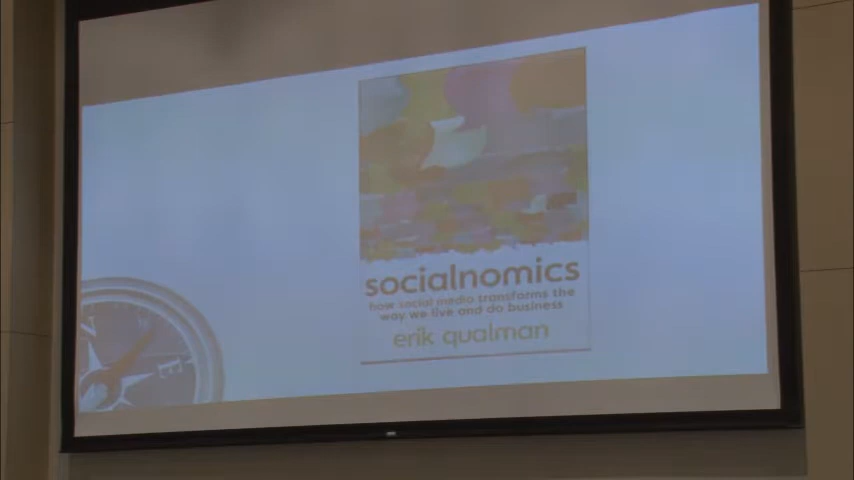 socialnomics
how social media transforms the
way we live and do business
erik qualman
N
E